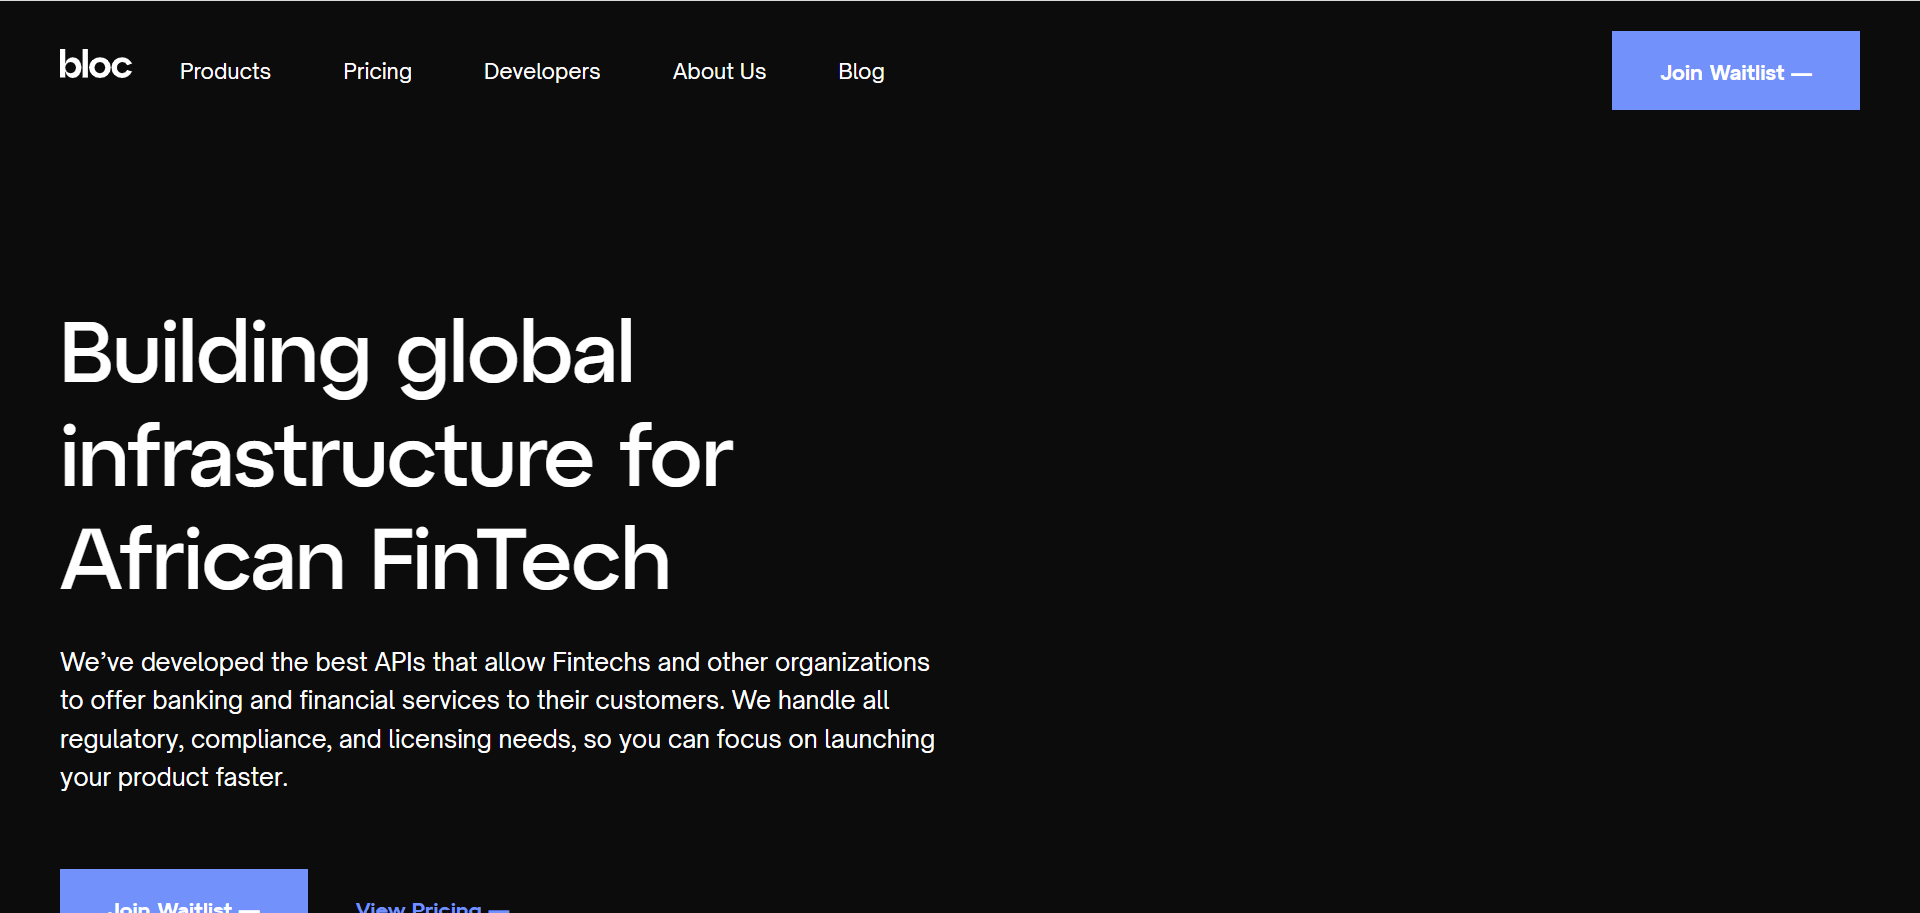 bloc
Products
Pricing
Developers
About Us
Blog
Join Waitlist —
Building global
infrastructure for
African FinTech
We’ve developed the best APIs that allow Fintechs and other organizations
to offer banking and financial services to their customers. We handle all
regulatory, compliance, and licensing needs, so you can focus on launching
your product faster.
Join Waitlist —
View Pricing —